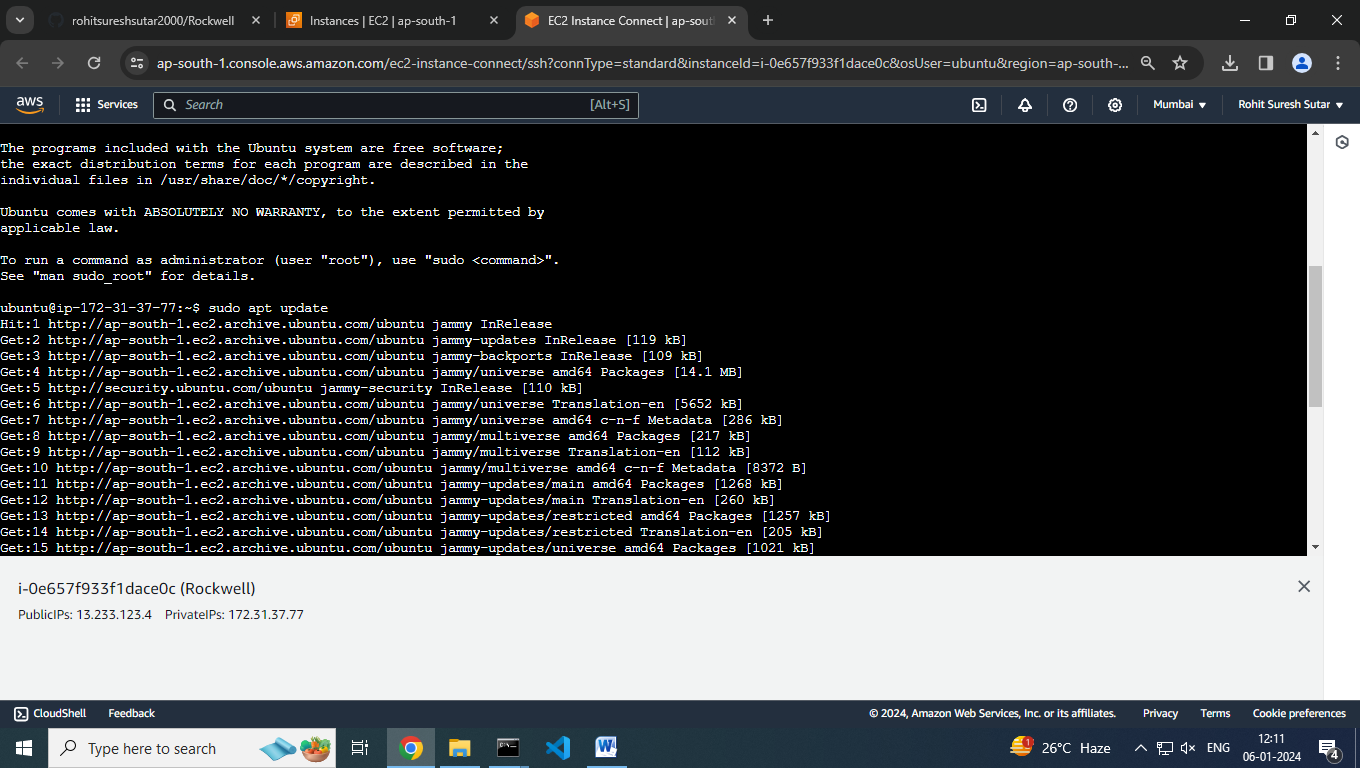 rohitsureshsutar2000/Rockwell
Instances | EC2 | ap-south-1
EC2 Instance Connect | ap-sout
ap-south-1.console.aws.amazon.com/ec2-instance-connect/ssh?connType=standard&instanceId=i-0e657f933f1dace0c&osUser=ubuntu&region=ap-south-...
aws
Services
Search
[Alt+S]
Mumbai
Rohit Suresh Sutar
The programs included with the Ubuntu system are free software;
the exact distribution terms for each program are described in the
individual files in /usr/share/doc/*/copyright.
Ubuntu comes with ABSOLUTELY NO WARRANTY, to the extent permitted by
applicable law.
To run a command as administrator (user "root"), use "sudo <command>".
See "man sudo_root" for details.
ubuntu@ip-172-31-37-77:~$ sudo apt update
Hit:1 http://ap-south-1.ec2.archive.ubuntu.com/ubuntu jammy InRelease
Get:2 http://ap-south-1.ec2.archive.ubuntu.com/ubuntu jammy-updates InRelease [119 kB]
Get:3 http://ap-south-1.ec2.archive.ubuntu.com/ubuntu jammy-backports InRelease [109 kB]
Get:4 http://ap-south-1.ec2.archive.ubuntu.com/ubuntu jammy/universe amd64 Packages [14.1 MB]
Get:5 http://security.ubuntu.com/ubuntu jammy-security InRelease [110 kB]
Get:6 http://ap-south-1.ec2.archive.ubuntu.com/ubuntu jammy/universe Translation-en [5652 kB]
Get:7 http://ap-south-1.ec2.archive.ubuntu.com/ubuntu jammy/universe amd64 c-n-f Metadata [286 kB]
Get:8 http://ap-south-1.ec2.archive.ubuntu.com/ubuntu jammy/multiverse amd64 Packages [217 kB]
Get:9 http://ap-south-1.ec2.archive.ubuntu.com/ubuntu jammy/multiverse Translation-en [112 kB]
Get:10 http://ap-south-1.ec2.archive.ubuntu.com/ubuntu jammy/multiverse amd64 c-n-f Metadata [8372 B]
Get:11 http://ap-south-1.ec2.archive.ubuntu.com/ubuntu jammy-updates/main amd64 Packages [1268 kB]
Get:12 http://ap-south-1.ec2.archive.ubuntu.com/ubuntu jammy-updates/main Translation-en [260 kB]
Get:13 http://ap-south-1.ec2.archive.ubuntu.com/ubuntu jammy-updates/restricted amd64 Packages [1257 kB]
Get:14 http://ap-south-1.ec2.archive.ubuntu.com/ubuntu jammy-updates/restricted Translation-en [205 kB]
Get:15 http://ap-south-1.ec2.archive.ubuntu.com/ubuntu jammy-updates/universe amd64 Packages [1021 kB]
i-0e657f933f1dace0c (Rockwell)
PublicIPs: 13.233.123.4 PrivateIPs: 172.31.37.77
CloudShell
Feedback
© 2024, Amazon Web Services, Inc. or its affiliates.
Privacy
Terms
Cookie preferences
Type here to search
1
26°C Haze
ENG
12:11
06-01-2024
4